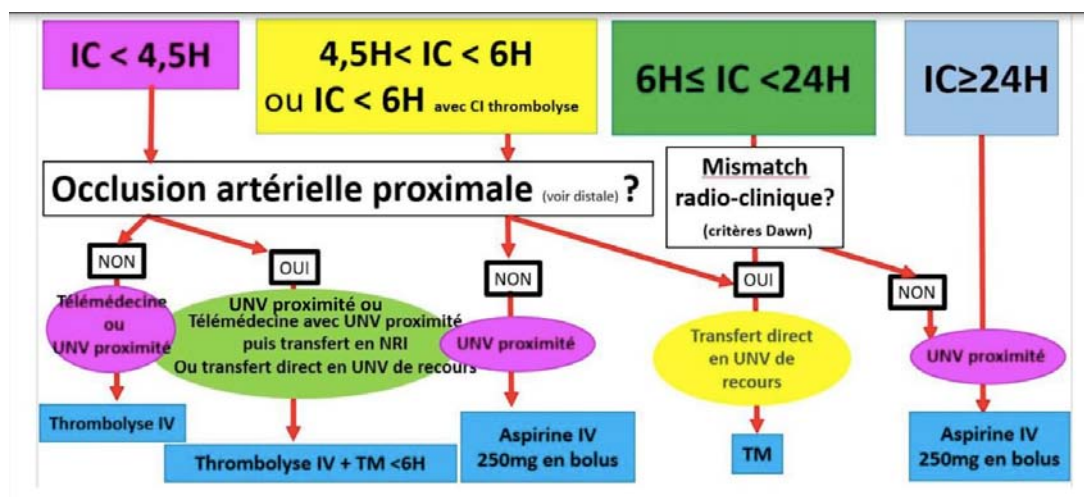 IC < 4,5H
4,5H< IC < 6H
ou IC < 6H avec CI thrombolyse
6H≤ IC <24H
IC≥24H
Occlusion artérielle proximale (voir distale) ?
Mismatch
radio-clinique?
(critères Dawn)
NON
OUI
NON
OUI
NON
Télémédecine
ou
UNV proximité
UNV proximité ou
Télémédecine avec UNV proximité
puis transfert en NRI
Ou transfert direct en UNV de recours
UNV proximité
Transfert direct
en UNV de
recours
UNV proximité
Thrombolyse IV
Thrombolyse IV + TM <6H
Aspirine IV
250mg en bolus
TM
Aspirine IV
250mg en bolus